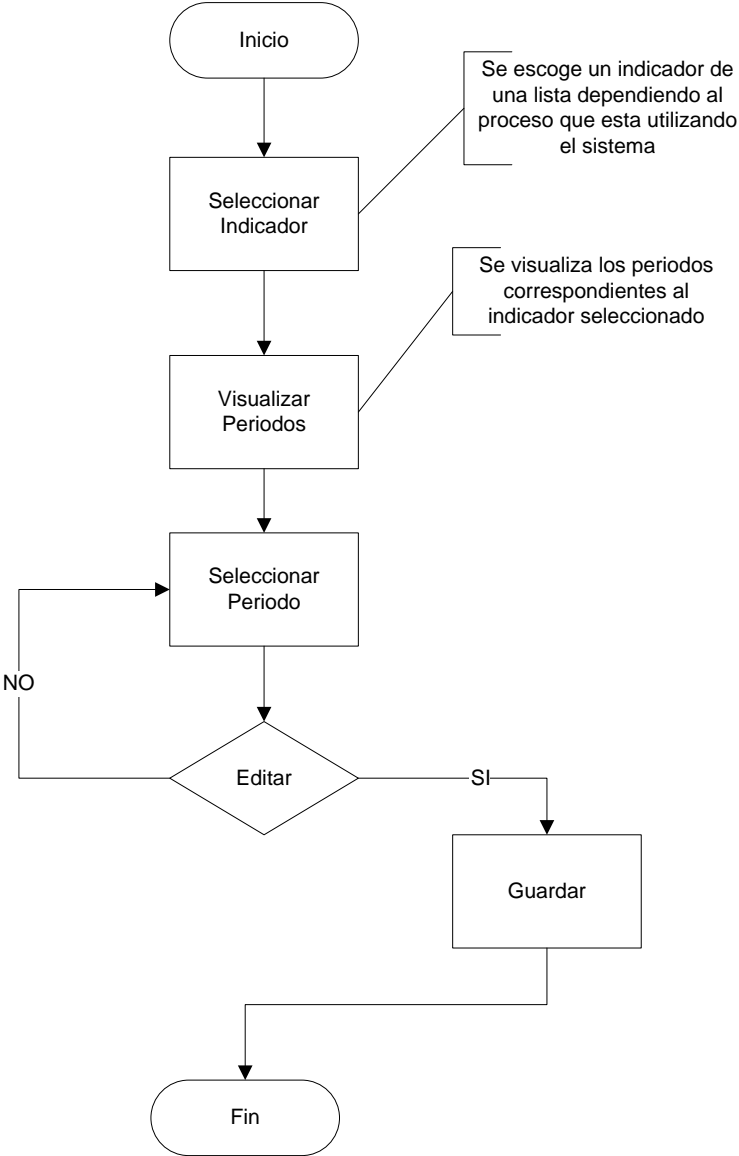 Inicio
Se escoge un indicador de
una lista dependiendo al
proceso que esta utilizando
el sistema
Seleccionar
Indicador
Se visualiza los periodos
correspondientes al
indicador seleccionado
Visualizar
Periodos
Seleccionar
Periodo
NO
Editar
SI
Guardar
Fin